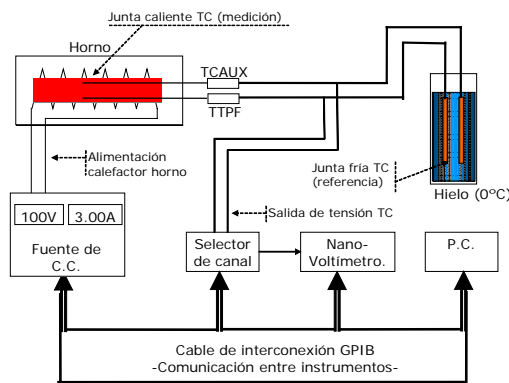 Junta caliente TC (medición)
Horno
TCAUX
TTPF
Alimentación
calefactor horno
Junta fría TC
(referencia)
Hielo (0ºC)
100V
3.00A
Fuente de
C.C.
Salida de tensión TC
Selector
de canal
Nano-
Voltímetro.
P.C.
Cable de interconexión GPIB
-Comunicación entre instrumentos-